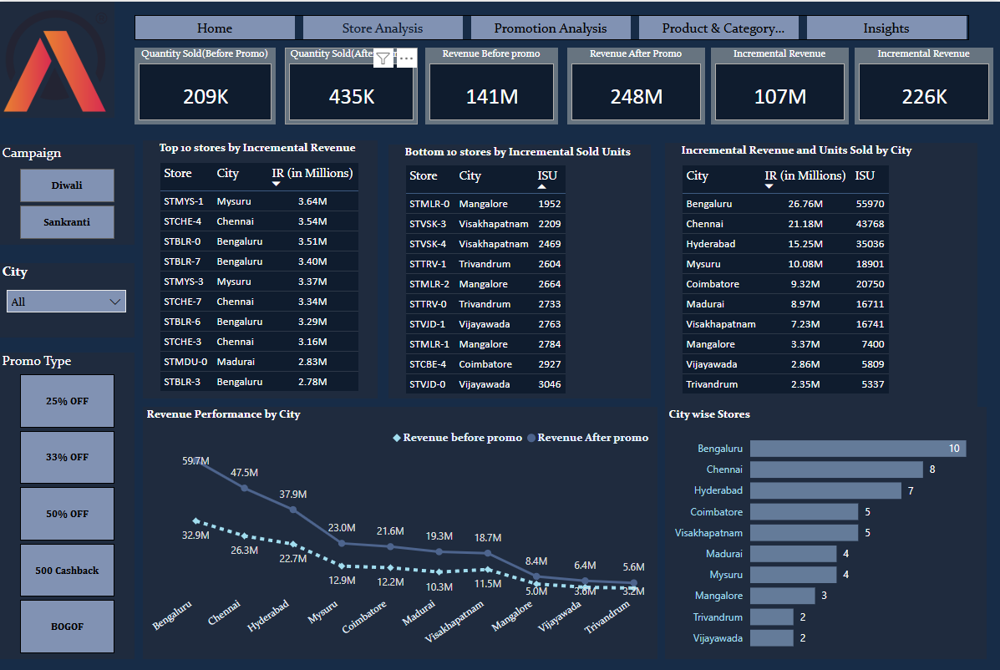 Home Store Analysis Promotion Analysis Product & Category... Insights
Quantity Sold(Before Promo) Quantity Sold(After Revenue Before promo Revenue After Promo Incremental Revenue Incremental Revenue
209K 435K 141M 248M 107M 226K
Campaign
Diwali
Sankranti
City
All
Promo Type
25% OFF
33% OFF
50% OFF
500 Cashback
BOGOF
Top 10 stores by Incremental Revenue
Store City IR (in Millions)
STMYS-1 Mysuru 3.64M
STCHE-4 Chennai 3.54M
STBLR-0 Bengaluru 3.51M
STBLR-7 Bengaluru 3.40M
STMYS-3 Mysuru 3.37M
STCHE-7 Chennai 3.34M
STBLR-6 Bengaluru 3.29M
STCHE-3 Chennai 3.16M
STMDU-0 Madurai 2.83M
STBLR-3 Bengaluru 2.78M
Bottom 10 stores by Incremental Sold Units
Store City ISU
STMLR-0 Mangalore 1952
STVSK-3 Visakhapatnam 2209
STVSK-4 Visakhapatnam 2469
STTRV-1 Trivandrum 2604
STMLR-2 Mangalore 2664
STTRV-0 Trivandrum 2733
STVJD-1 Vijayawada 2763
STMLR-1 Mangalore 2784
STCBE-4 Coimbatore 2927
STVJD-0 Vijayawada 3046
Incremental Revenue and Units Sold by City
City IR (in Millions) ISU
Bengaluru 26.76M 55970
Chennai 21.18M 43768
Hyderabad 15.25M 35036
Mysuru 10.08M 18901
Coimbatore 9.32M 20750
Madurai 8.97M 16711
Visakhapatnam 7.23M 16741
Mangalore 3.37M 7400
Vijayawada 2.86M 5809
Trivandrum 2.35M 5337
Revenue Performance by City
Revenue before promo Revenue After promo
59.7M 47.5M 37.9M 23.0M 21.6M 19.3M 18.7M 8.4M 6.4M 5.6M
32.9M 26.3M 22.7M 12.9M 12.2M 10.3M 11.5M 5.0M 3.6M 3.2M
Bengaluru Chennai Hyderabad Mysuru Coimbatore Madurai Visakhapatnam Mangalore Vijayawada Trivandrum
City wise Stores
Bengaluru 10
Chennai 8
Hyderabad 7
Coimbatore 5
Visakhapatnam 5
Madurai 4
Mysuru 4
Mangalore 3
Trivandrum 2
Vijayawada 2